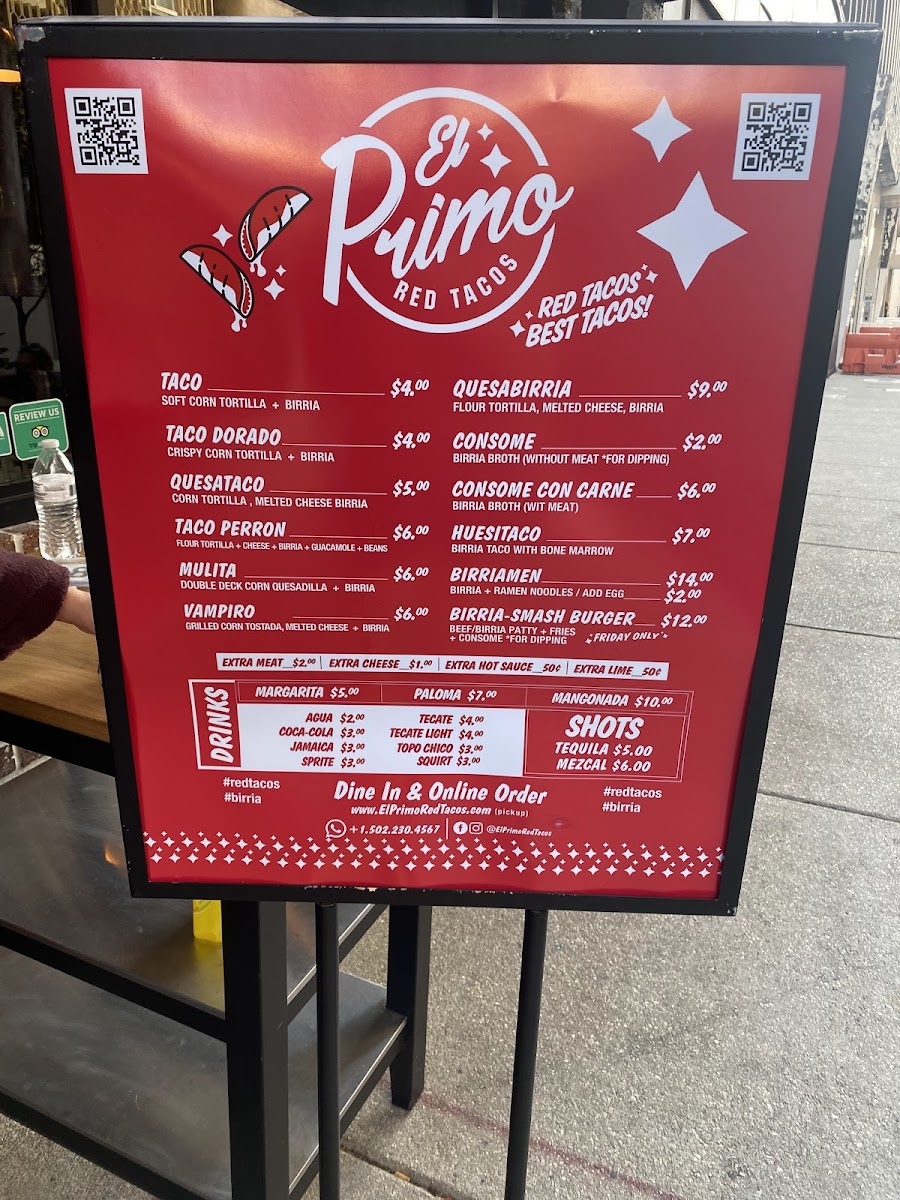 El
Primo
RED TACOS
RED TACOS
BEST TACOS!
REVIEW US
TACO $4.00
SOFT CORN TORTILLA + BIRRIA
TACO DORADO $4.00
CRISPY CORN TORTILLA + BIRRIA
QUESATACO $5.00
CORN TORTILLA , MELTED CHEESE BIRRIA
TACO PERRON $6.00
FLOUR TORTILLA + CHEESE + BIRRIA + GUACAMOLE + BEANS
MULITA $6.00
DOUBLE DECK CORN QUESADILLA + BIRRIA
VAMPIRO $6.00
GRILLED CORN TOSTADA, MELTED CHEESE + BIRRIA
QUESABIRRIA $9.00
FLOUR TORTILLA, MELTED CHEESE, BIRRIA
CONSOME $2.00
BIRRIA BROTH (WITHOUT MEAT *FOR DIPPING)
CONSOME CON CARNE $6.00
BIRRIA BROTH (WIT MEAT)
HUESITACO $7.00
BIRRIA TACO WITH BONE MARROW
BIRRIAMEN $14.00
BIRRIA + RAMEN NOODLES / ADD EGG $2.00
BIRRIA-SMASH BURGER $12.00
BEEF/BIRRIA PATTY + FRIES
+ CONSOME *FOR DIPPING FRIDAY ONLY
EXTRA MEAT $2.00 | EXTRA CHEESE $1.00 | EXTRA HOT SAUCE 50¢ | EXTRA LIME 50¢
DRINKS
MARGARITA $5.00 PALOMA $7.00 MANGONADA $10.00
AGUA $2.00
COCA-COLA $3.00
JAMAICA $3.00
SPRITE $3.00
TECATE $4.00
TECATE LIGHT $4.00
TOPO CHICO $3.00
SQUIRT $3.00
SHOTS
TEQUILA $5.00
MEZCAL $6.00
#redtacos
#birria
Dine In & Online Order
www.ElPrimoRedTacos.com (pickup)
+1.502.230.4567 | @ElPrimoRedTacos
#redtacos
#birria